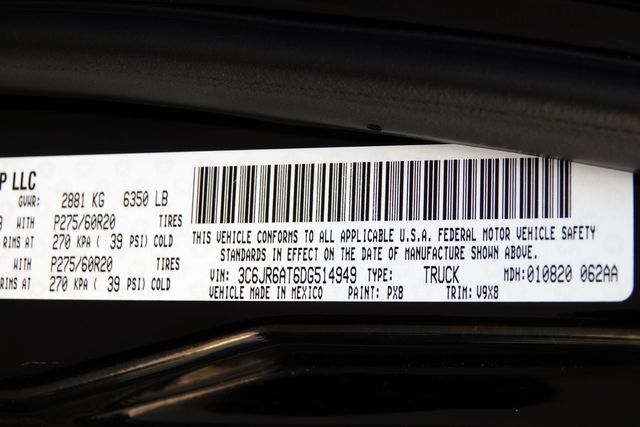 P LLC
GVWR: 2881 KG 6350 LB
WITH P275/60R20 TIRES
RIMS AT 270 KPA ( 39 PSI) COLD
WITH P275/60R20 TIRES
RIMS AT 270 KPA ( 39 PSI) COLD
THIS VEHICLE CONFORMS TO ALL APPLICABLE U.S.A. FEDERAL MOTOR VEHICLE SAFETY
STANDARDS IN EFFECT ON THE DATE OF MANUFACTURE SHOWN ABOVE.
VIN: 3C6JR6AT6DG514949 TYPE: TRUCK MDH:010820 062AA
VEHICLE MADE IN MEXICO PAINT: PX8 TRIM: V9X8